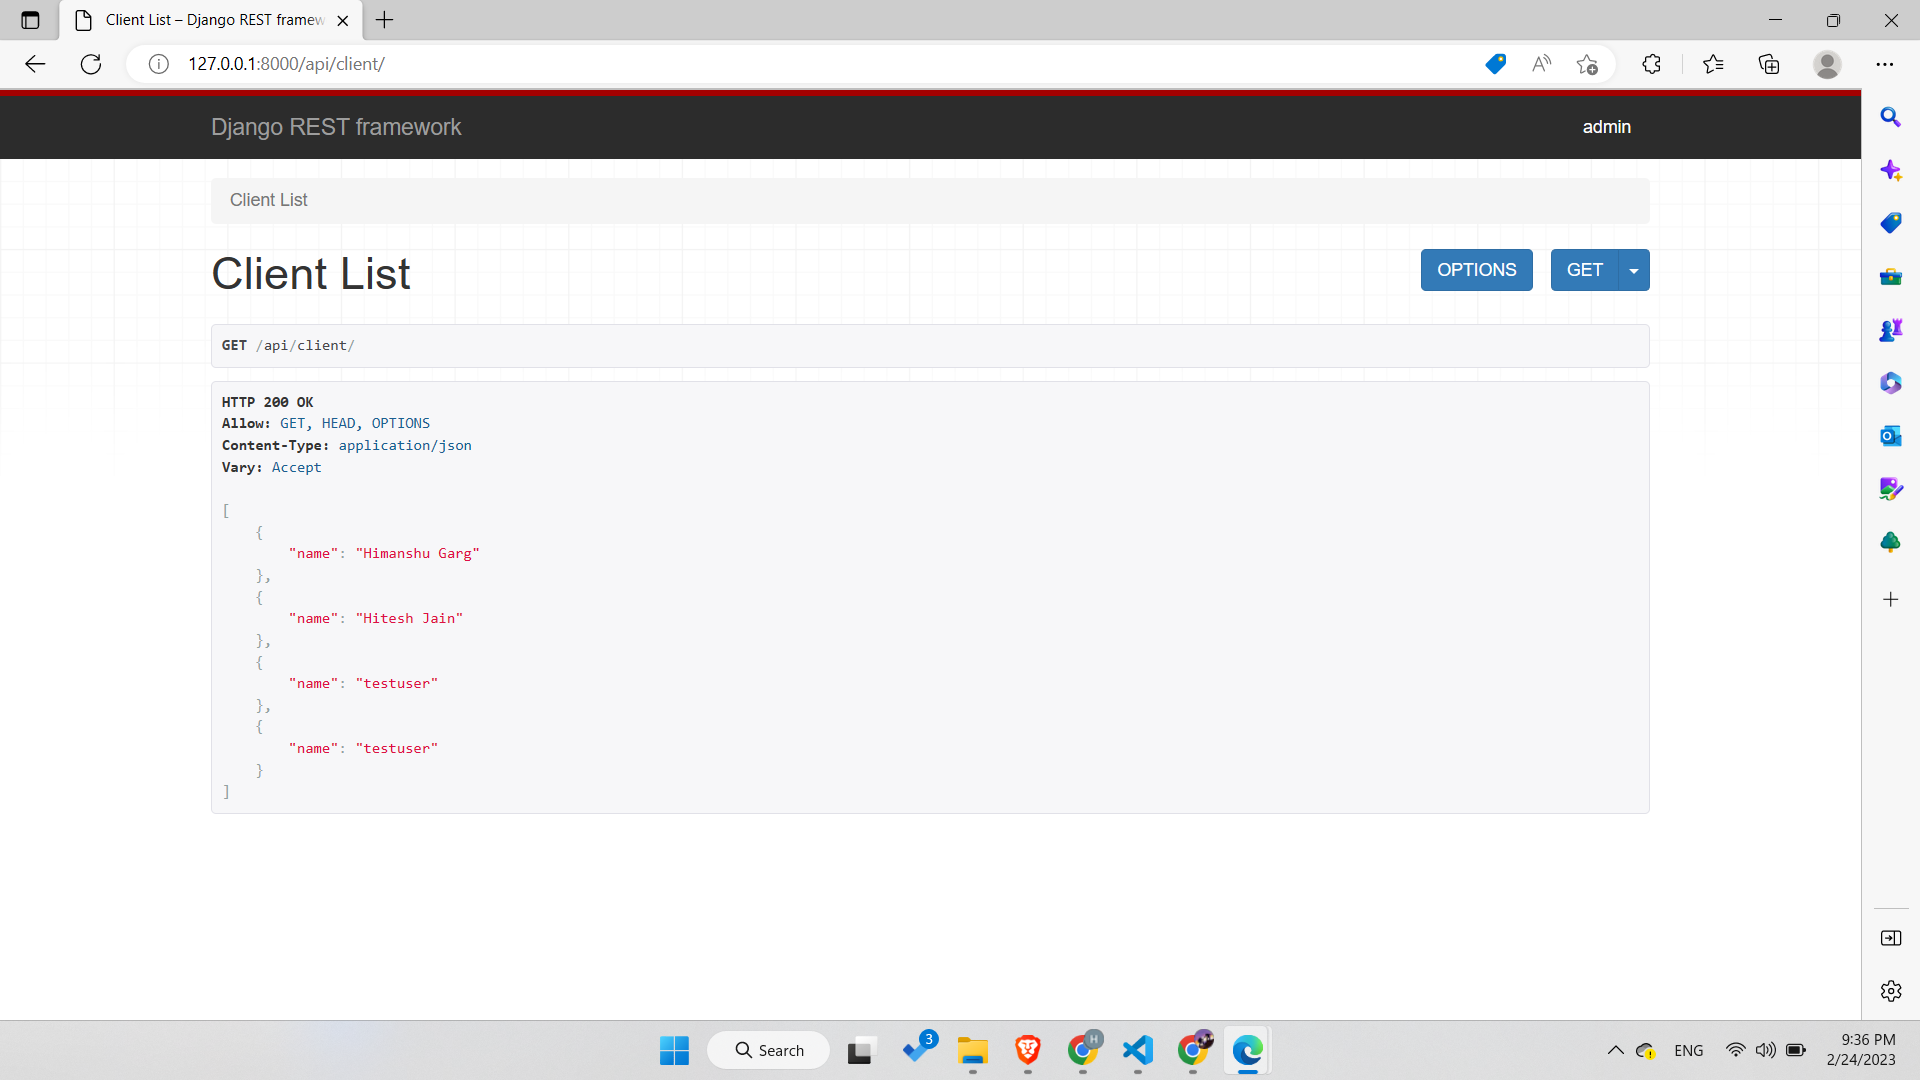 Client List – Django REST framew
127.0.0.1:8000/api/client/
Django REST framework
admin
Client List
Client List
OPTIONS
GET
GET /api/client/
HTTP 200 OK
Allow: GET, HEAD, OPTIONS
Content-Type: application/json
Vary: Accept
[
    {
        "name": "Himanshu Garg"
    },
    {
        "name": "Hitesh Jain"
    },
    {
        "name": "testuser"
    },
    {
        "name": "testuser"
    }
]
Search
3
H
ENG
9:36 PM
2/24/2023